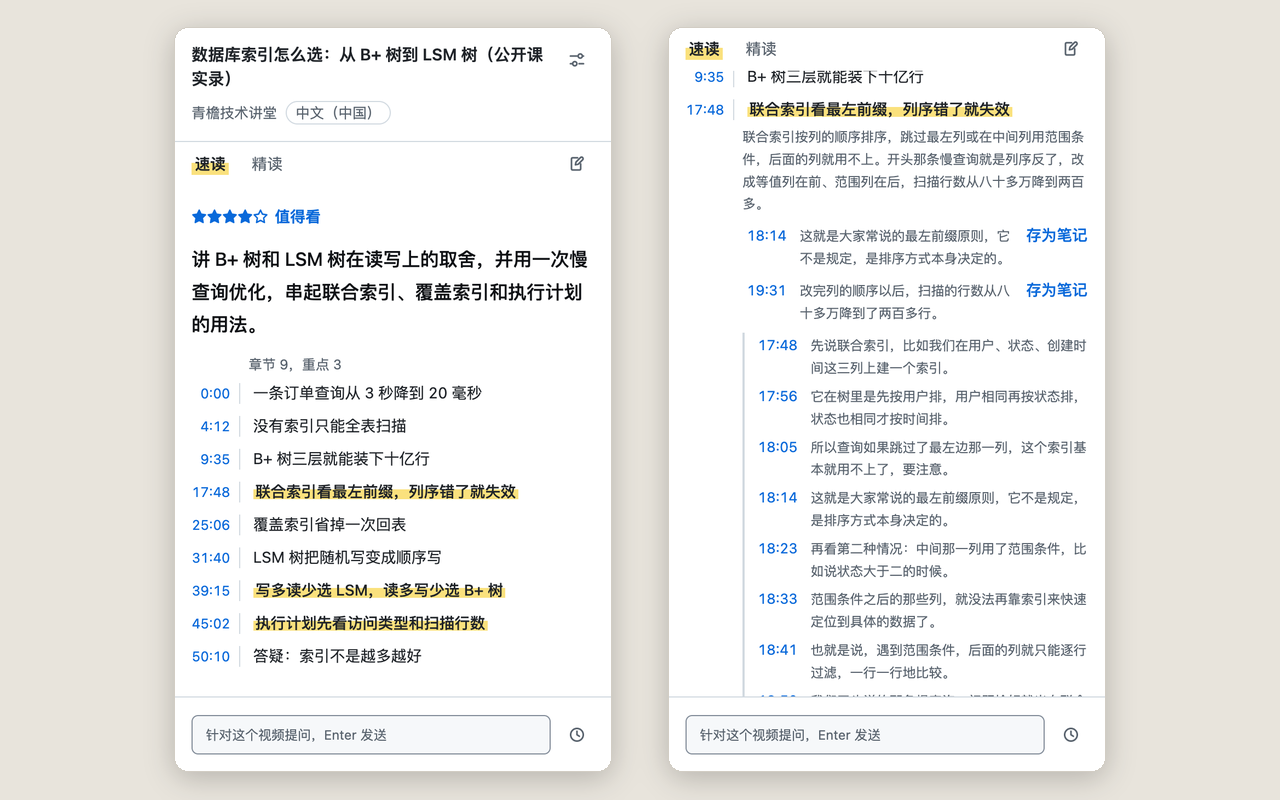 数据库索引怎么选：从 B+ 树到 LSM 树（公开课
实录）
青檐技术讲堂
中文（中国）
速读
精读
值得看
讲 B+ 树和 LSM 树在读写上的取舍，并用一次慢
查询优化，串起联合索引、覆盖索引和执行计划
的用法。
章节 9，重点 3
0:00 一条订单查询从 3 秒降到 20 毫秒
4:12 没有索引只能全表扫描
9:35 B+ 树三层就能装下十亿行
17:48 联合索引看最左前缀，列序错了就失效
25:06 覆盖索引省掉一次回表
31:40 LSM 树把随机写变成顺序写
39:15 写多读少选 LSM，读多写少选 B+ 树
45:02 执行计划先看访问类型和扫描行数
50:10 答疑：索引不是越多越好
针对这个视频提问，Enter 发送
速读
精读
9:35 B+ 树三层就能装下十亿行
17:48 联合索引看最左前缀，列序错了就失效
联合索引按列的顺序排序，跳过最左列或在中间列用范围条
件，后面的列就用不上。开头那条慢查询就是列序反了，改
成等值列在前、范围列在后，扫描行数从八十多万降到两百
多。
18:14 这就是大家常说的最左前缀原则，它 存为笔记
不是规定，是排序方式本身决定的。
19:31 改完列的顺序以后，扫描的行数从八 存为笔记
十多万降到了两百多行。
17:48 先说联合索引，比如我们在用户、状态、创建时
间这三列上建一个索引。
17:56 它在树里是先按用户排，用户相同再按状态排，
状态也相同才按时间排。
18:05 所以查询如果跳过了最左边那一列，这个索引基
本就用不上了，要注意。
18:14 这就是大家常说的最左前缀原则，它不是规定，
是排序方式本身决定的。
18:23 再看第二种情况：中间那一列用了范围条件，比
如说状态大于二的时候。
18:33 范围条件之后的那些列，就没法再靠索引来快速
定位到具体的数据了。
18:41 也就是说，遇到范围条件，后面的列就只能逐行
过滤，一行一行地比较。
针对这个视频提问，Enter 发送